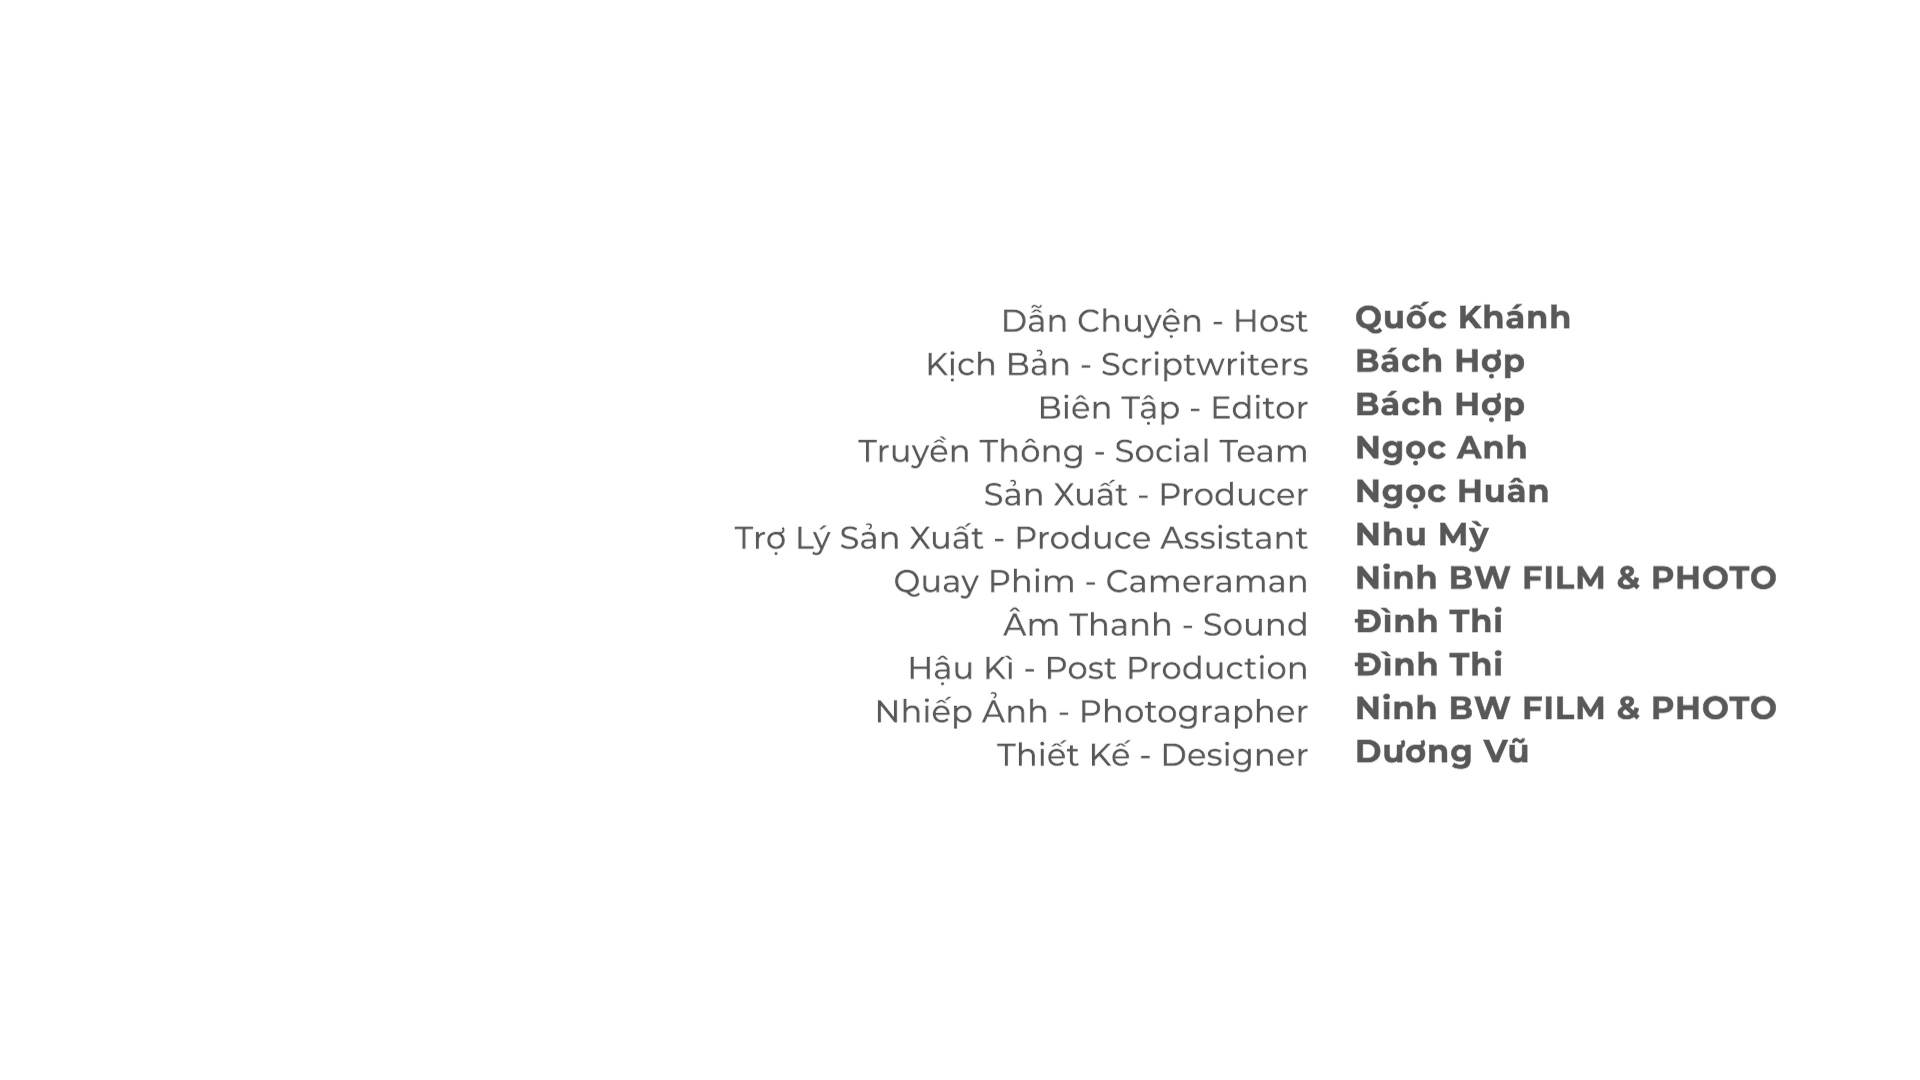 Dẫn Chuyện - Host Quốc Khánh
Kịch Bản - Scriptwriters Bách Hợp
Biên Tập - Editor Bách Hợp
Truyền Thông - Social Team Ngọc Anh
Sản Xuất - Producer Ngọc Huân
Trợ Lý Sản Xuất - Produce Assistant Nhu Mỳ
Quay Phim - Cameraman Ninh BW FILM & PHOTO
Âm Thanh - Sound Đình Thi
Hậu Kì - Post Production Đình Thi
Nhiếp Ảnh - Photographer Ninh BW FILM & PHOTO
Thiết Kế - Designer Dương Vũ